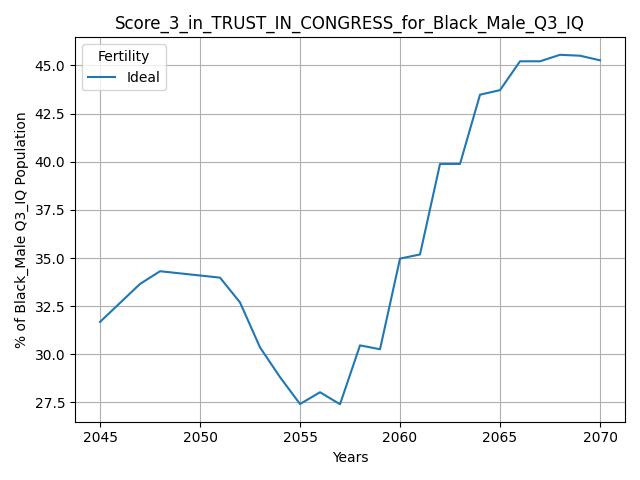 Score_3_in_TRUST_IN_CONGRESS_for_Black_Male_Q3_IQ
Fertility
Ideal
% of Black_Male Q3_IQ Population
45.0
42.5
40.0
37.5
35.0
32.5
30.0
27.5
2045 2050 2055 2060 2065 2070
Years